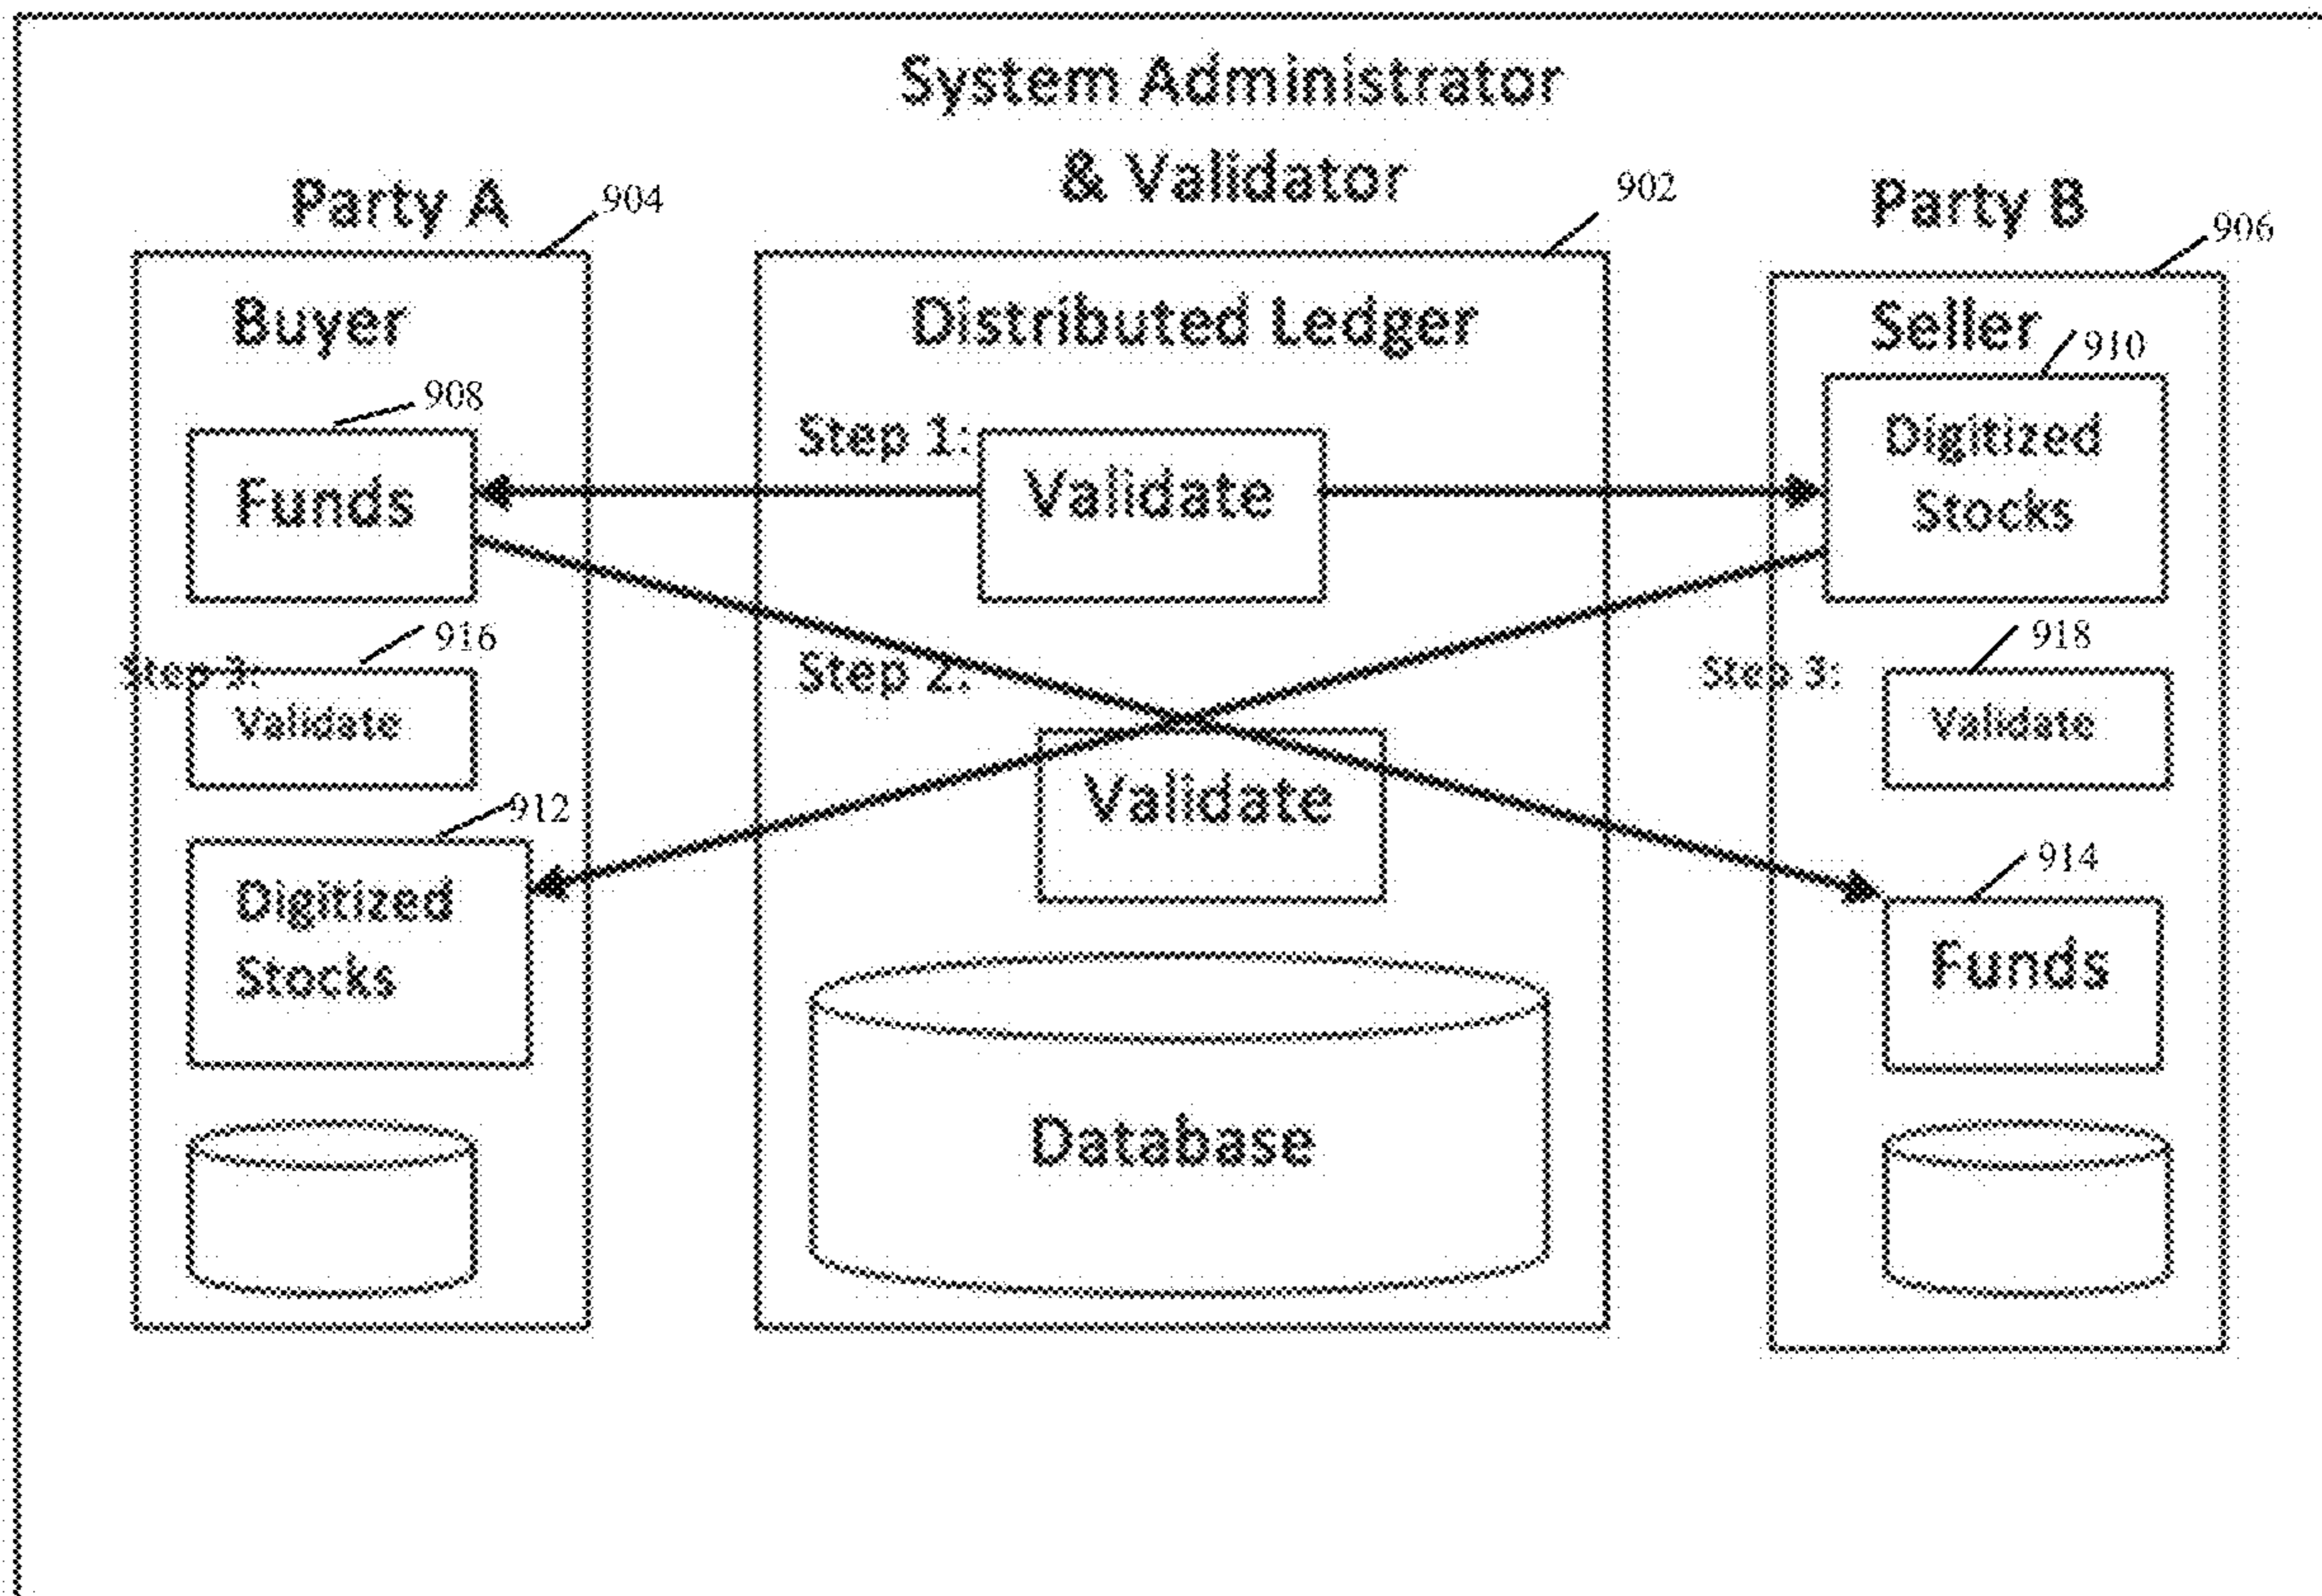 System Administrator
& Validator
Party A
904
902
Party B
906
Buyer
Distributed Ledger
Seller
910
908
Funds
Step 1:
Validate
Digitized
Stocks
916
Step 3:
Validate
Step 2:
Validate
918
Step 3:
Validate
912
Digitized
Stocks
914
Funds
Database